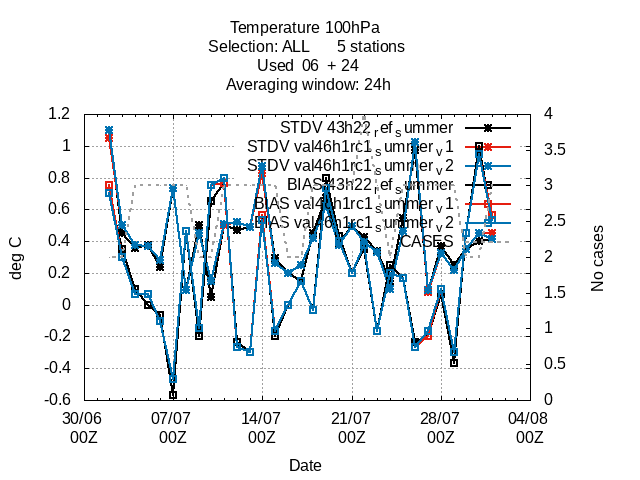 Temperature 100hPa
Selection: ALL 5 stations
Used 06 + 24
Averaging window: 24h
STDV 43h22_ref_summer
STDV val46h1rc1_summer_v1
STDV val46h1rc1_summer_v2
BIAS 43h22_ref_summer
BIAS val46h1rc1_summer_v1
BIAS val46h1rc1_summer_v2
CASES
deg C
1.2
1
0.8
0.6
0.4
0.2
0
-0.2
-0.4
-0.6
4
3.5
3
2.5
2
1.5
1
0.5
0
No cases
30/06 07/07 14/07 21/07 28/07 04/08
00Z 00Z 00Z 00Z 00Z 00Z
Date